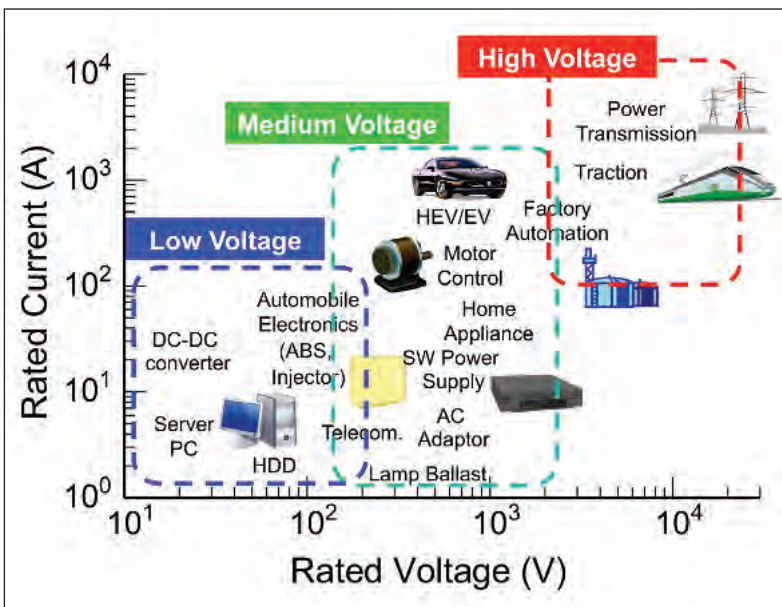 High Voltage
Power
Transmission
Traction
Medium Voltage
HEV/EV
Factory
Automation
Motor
Control
Home
Appliance
SW Power
Supply
AC
Adaptor
Lamp Ballast
Low Voltage
Automobile
Electronics
(ABS,
Injector)
DC-DC
converter
Server
PC
HDD
Telecom.
Rated Current (A)
10⁴
10³
10²
10¹
10⁰
10¹
10²
10³
10⁴
Rated Voltage (V)